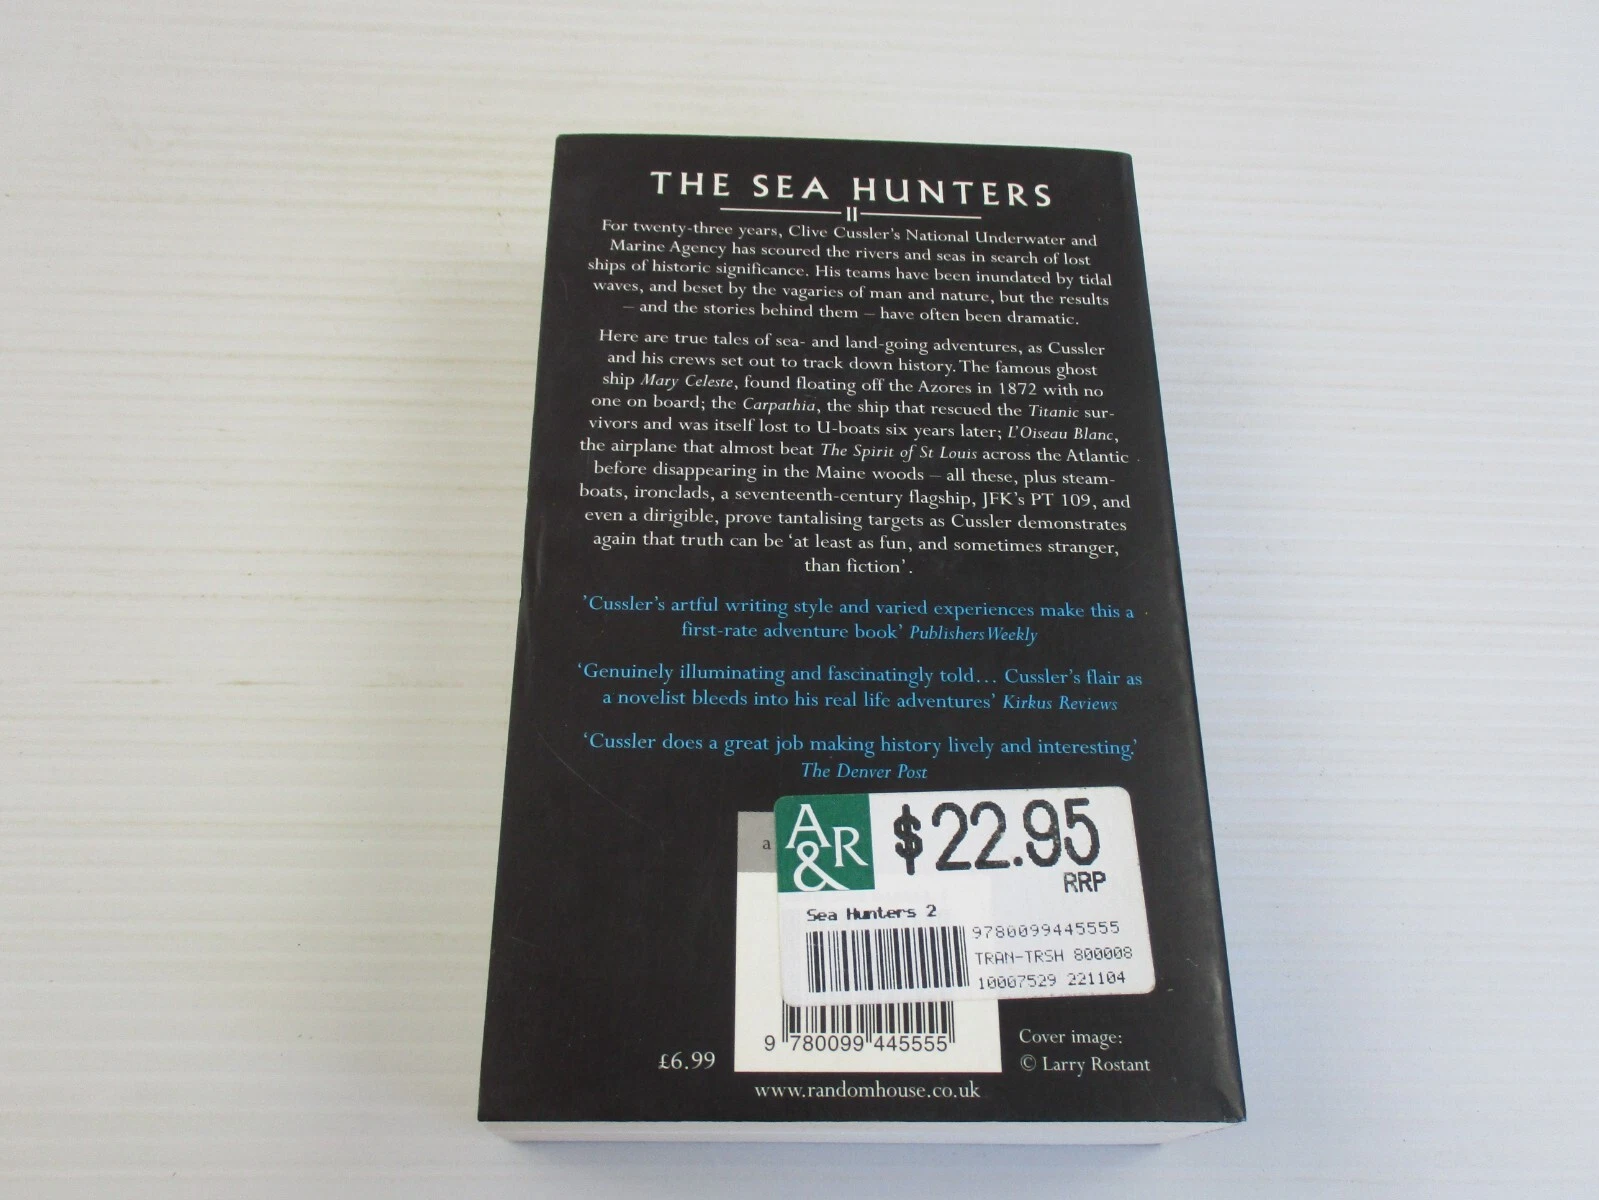 THE SEA HUNTERS
II
For twenty-three years, Clive Cussler's National Underwater and
Marine Agency has scoured the rivers and seas in search of lost
ships of historic significance. His teams have been inundated by tidal
waves, and beset by the vagaries of man and nature, but the results
– and the stories behind them – have often been dramatic.
Here are true tales of sea- and land-going adventures, as Cussler
and his crews set out to track down history. The famous ghost
ship Mary Celeste, found floating off the Azores in 1872 with no
one on board; the Carpathia, the ship that rescued the Titanic sur-
vivors and was itself lost to U-boats six years later; L'Oiseau Blanc,
the airplane that almost beat The Spirit of St Louis across the Atlantic
before disappearing in the Maine woods – all these, plus steam-
boats, ironclads, a seventeenth-century flagship, JFK's PT 109, and
even a dirigible, prove tantalising targets as Cussler demonstrates
again that truth can be 'at least as fun, and sometimes stranger,
than fiction'.
'Cussler's artful writing style and varied experiences make this a
first-rate adventure book' Publishers Weekly
'Genuinely illuminating and fascinatingly told… Cussler's flair as
a novelist bleeds into his real life adventures' Kirkus Reviews
'Cussler does a great job making history lively and interesting.'
The Denver Post
A&R
$22.95
RRP
a
Sea Hunters 2
9780099445555
TRAN-TRSH 800008
10007529 221104
9 780099 445555
£6.99
Cover image:
© Larry Rostant
www.randomhouse.co.uk